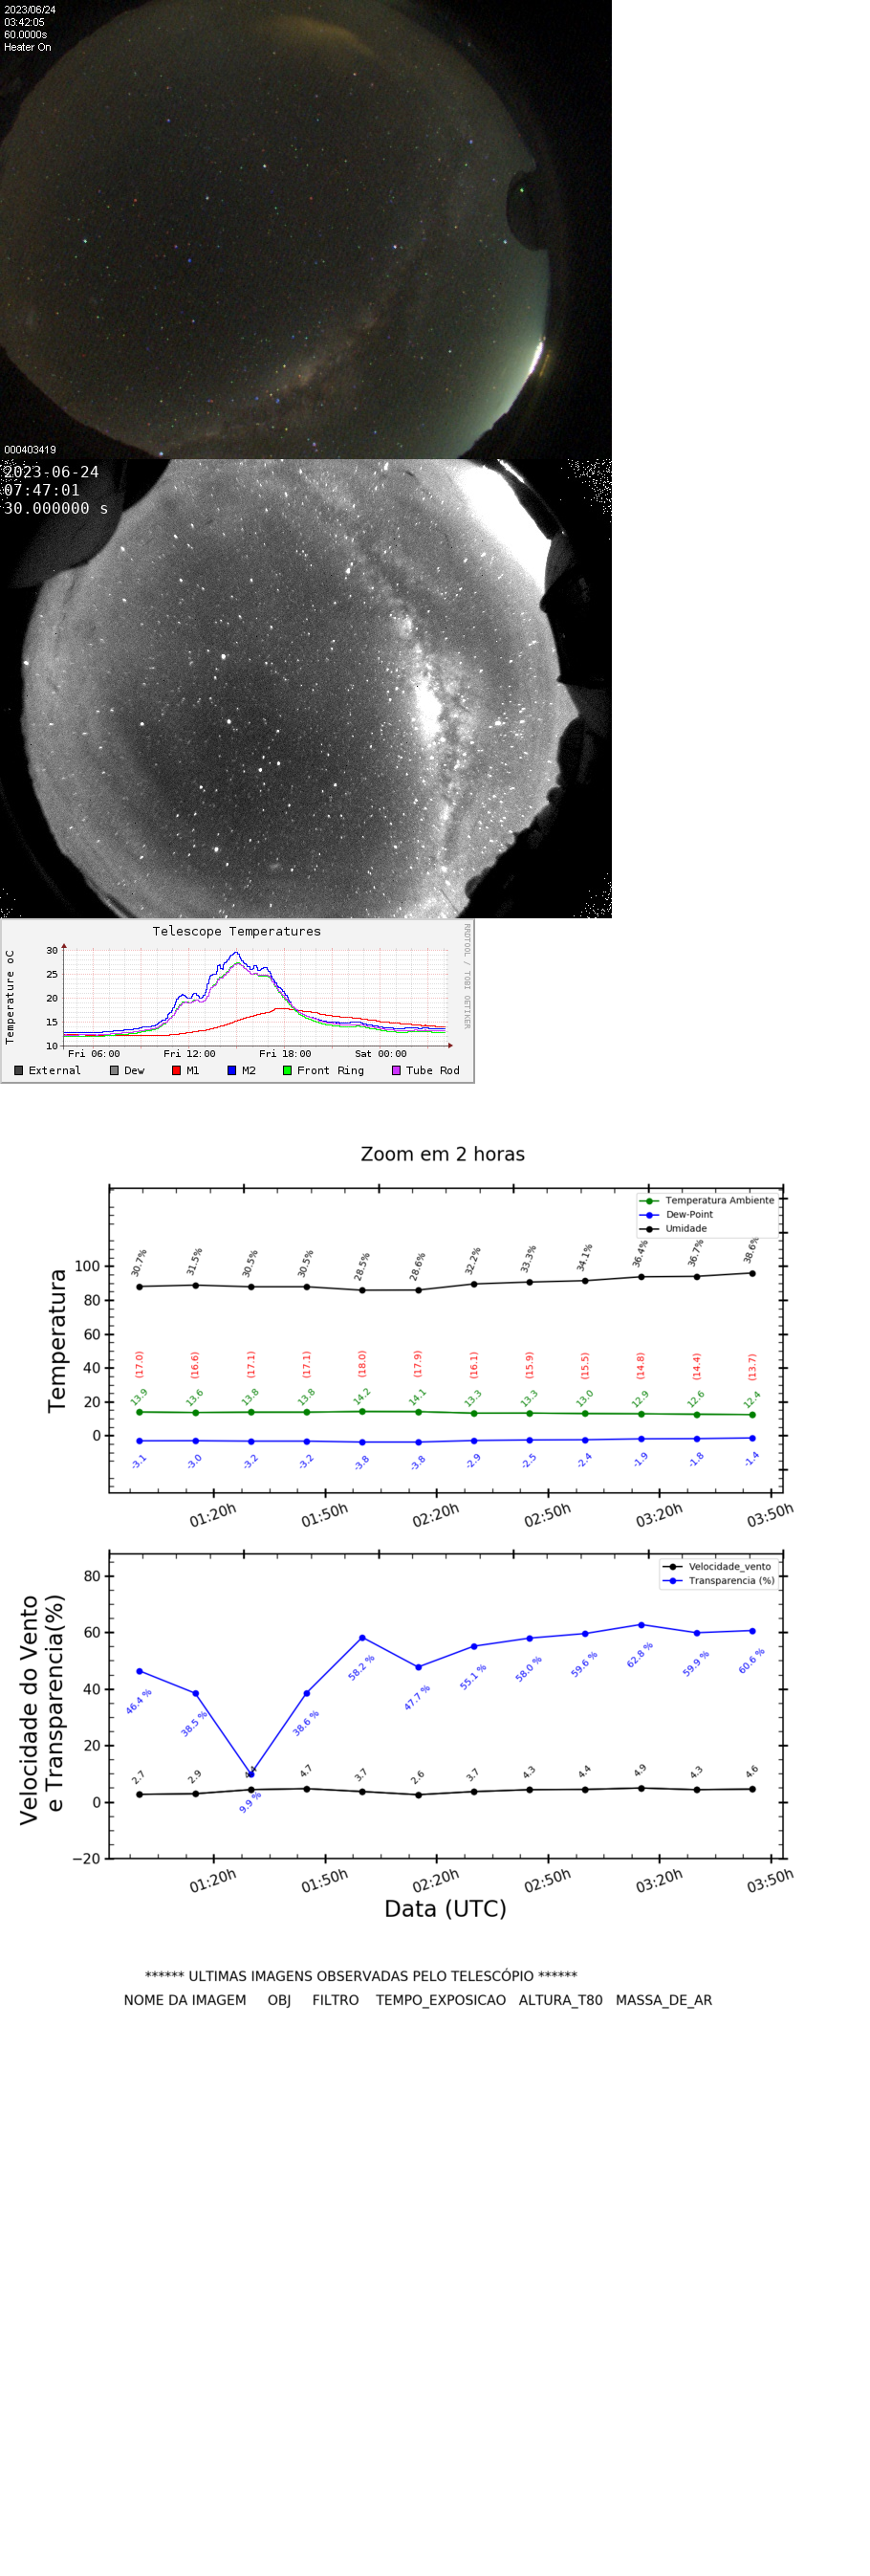 2023/06/24
03:42:05
60.0000s
Heater On
000403419
2023-06-24
07:47:01
30.000000 s
Telescope Temperatures
RRDTOOL / TOBI OETIKER
Temperature oC
30
25
20
15
10
Fri 06:00 Fri 12:00 Fri 18:00 Sat 00:00
External Dew M1 M2 Front Ring Tube Rod
Zoom em 2 horas
Temperatura Ambiente
Dew-Point
Umidade
Temperatura
100
80
60
40
20
0
30.7% 31.5% 30.5% 30.5% 28.5% 28.6% 32.2% 33.3% 34.1% 36.4% 36.7% 38.6%
(17.0) (16.6) (17.1) (17.1) (18.0) (17.9) (16.1) (15.9) (15.5) (14.8) (14.4) (13.7)
13.9 13.6 13.8 13.8 14.2 14.1 13.3 13.3 13.0 12.9 12.6 12.4
-3.1 -3.0 -3.2 -3.2 -3.8 -3.8 -2.9 -2.5 -2.4 -1.9 -1.8 -1.4
01:20h 01:50h 02:20h 02:50h 03:20h 03:50h
Velocidade_vento
Transparencia (%)
Velocidade do Vento
e Transparencia(%)
80
60
40
20
0
−20
46.4 % 38.5 % 9.9 % 38.6 % 58.2 % 47.7 % 55.1 % 58.0 % 59.6 % 62.8 % 59.9 % 60.6 %
2.7 2.9 4.4 4.7 3.7 2.6 3.7 4.3 4.4 4.9 4.3 4.6
01:20h 01:50h 02:20h 02:50h 03:20h 03:50h
Data (UTC)
****** ULTIMAS IMAGENS OBSERVADAS PELO TELESCÓPIO ******
NOME DA IMAGEM OBJ FILTRO TEMPO_EXPOSICAO ALTURA_T80 MASSA_DE_AR